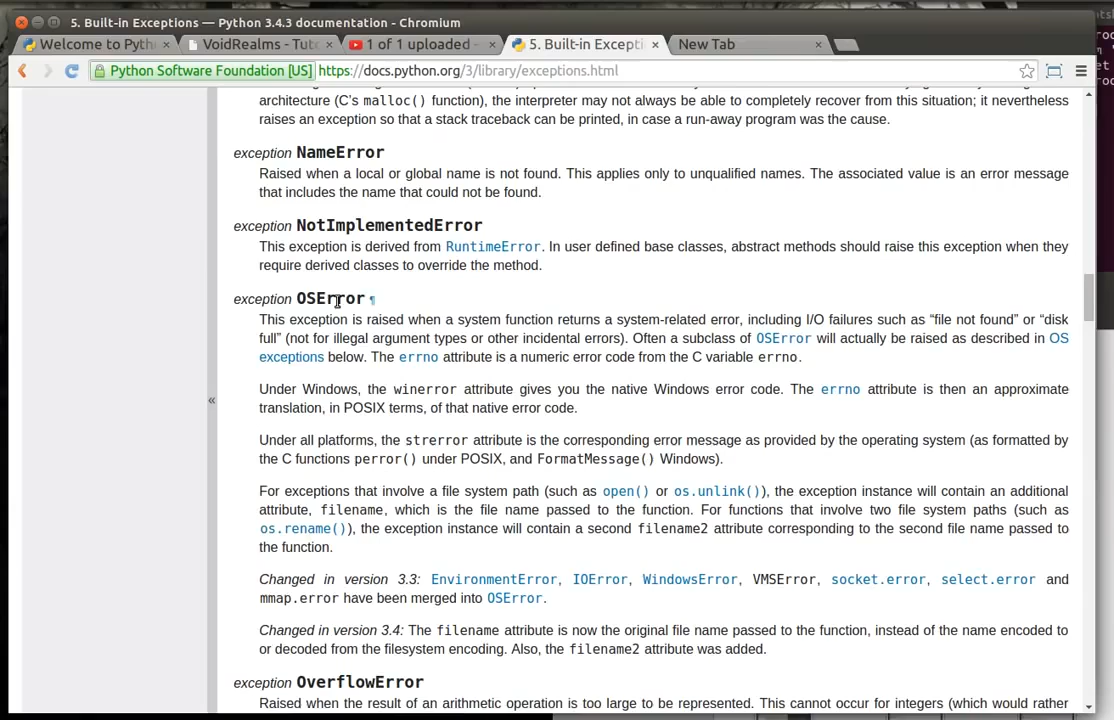 5. Built-in Exceptions — Python 3.4.3 documentation - Chromium
Welcome to Pyth
VoidRealms - Tut
1 of 1 uploaded -
5. Built-in Excepti
New Tab
Python Software Foundation [US] https://docs.python.org/3/library/exceptions.html
architecture (C's malloc() function), the interpreter may not always be able to completely recover from this situation; it nevertheless
raises an exception so that a stack traceback can be printed, in case a run-away program was the cause.
exception NameError
Raised when a local or global name is not found. This applies only to unqualified names. The associated value is an error message
that includes the name that could not be found.
exception NotImplementedError
This exception is derived from RuntimeError. In user defined base classes, abstract methods should raise this exception when they
require derived classes to override the method.
exception OSError ¶
This exception is raised when a system function returns a system-related error, including I/O failures such as “file not found” or “disk
full” (not for illegal argument types or other incidental errors). Often a subclass of OSError will actually be raised as described in OS
exceptions below. The errno attribute is a numeric error code from the C variable errno.
«
Under Windows, the winerror attribute gives you the native Windows error code. The errno attribute is then an approximate
translation, in POSIX terms, of that native error code.
Under all platforms, the strerror attribute is the corresponding error message as provided by the operating system (as formatted by
the C functions perror() under POSIX, and FormatMessage() Windows).
For exceptions that involve a file system path (such as open() or os.unlink()), the exception instance will contain an additional
attribute, filename, which is the file name passed to the function. For functions that involve two file system paths (such as
os.rename()), the exception instance will contain a second filename2 attribute corresponding to the second file name passed to
the function.
Changed in version 3.3: EnvironmentError, IOError, WindowsError, VMSError, socket.error, select.error and
mmap.error have been merged into OSError.
Changed in version 3.4: The filename attribute is now the original file name passed to the function, instead of the name encoded to
or decoded from the filesystem encoding. Also, the filename2 attribute was added.
exception OverflowError
Raised when the result of an arithmetic operation is too large to be represented. This cannot occur for integers (which would rather